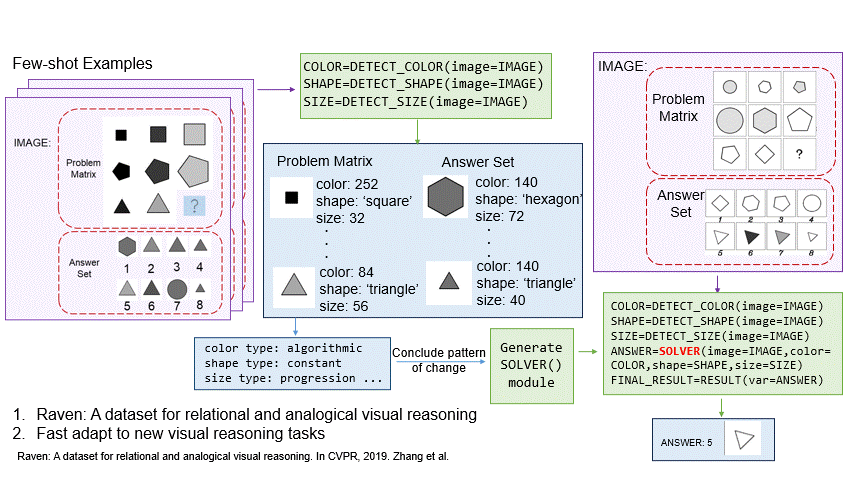 Few-shot Examples
IMAGE:
Problem
Matrix
?
Answer
Set
1 2 3 4
5 6 7 8
COLOR=DETECT_COLOR(image=IMAGE)
SHAPE=DETECT_SHAPE(image=IMAGE)
SIZE=DETECT_SIZE(image=IMAGE)
Problem Matrix
color: 252
shape: 'square'
size: 32
.
.
.
color: 84
shape: 'triangle'
size: 56
Answer Set
color: 140
shape: 'hexagon'
size: 72
.
.
.
color: 140
shape: 'triangle'
size: 40
color type: algorithmic
shape type: constant
size type: progression ...
Conclude pattern
of change
Generate
SOLVER()
module
IMAGE:
Problem
Matrix
?
Answer
Set
1 2 3 4
5 6 7 8
COLOR=DETECT_COLOR(image=IMAGE)
SHAPE=DETECT_SHAPE(image=IMAGE)
SIZE=DETECT_SIZE(image=IMAGE)
ANSWER=SOLVER(image=IMAGE,color=
COLOR,shape=SHAPE,size=SIZE)
FINAL_RESULT=RESULT(var=ANSWER)
ANSWER: 5
1. Raven: A dataset for relational and analogical visual reasoning
2. Fast adapt to new visual reasoning tasks
Raven: A dataset for relational and analogical visual reasoning. In CVPR, 2019. Zhang et al.